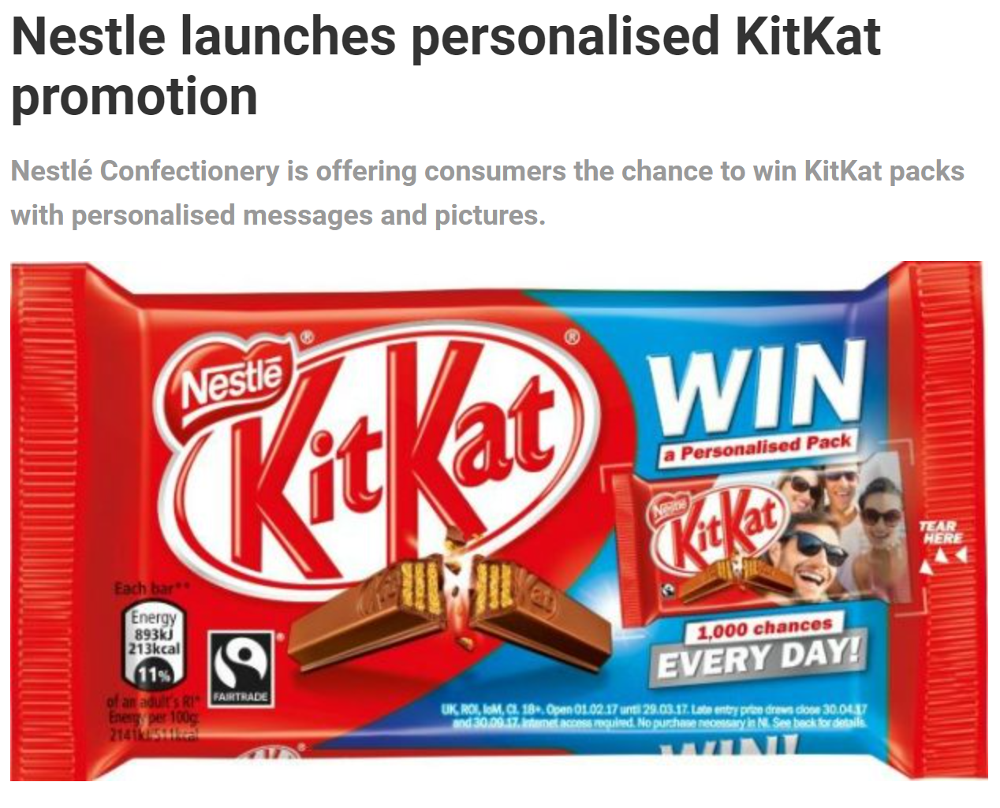 Nestle launches personalised KitKat
promotion
Nestlé Confectionery is offering consumers the chance to win KitKat packs
with personalised messages and pictures.
Nestlé ®
KitKat ®
WIN
a Personalised Pack
Nestlé
KitKat
TEAR
HERE
1,000 chances
EVERY DAY!
Each bar**
Energy
893kJ
213kcal
11%
of an adult's RI*
Energy per 100g:
2141kJ/511kcal
FAIRTRADE
®
UK, ROI, IoM, CI. 18+. Open 01.02.17 until 29.03.17. Late entry prize draws close 30.04.17
and 30.09.17. Internet access required. No purchase necessary in NI. See back for details.
WIN!